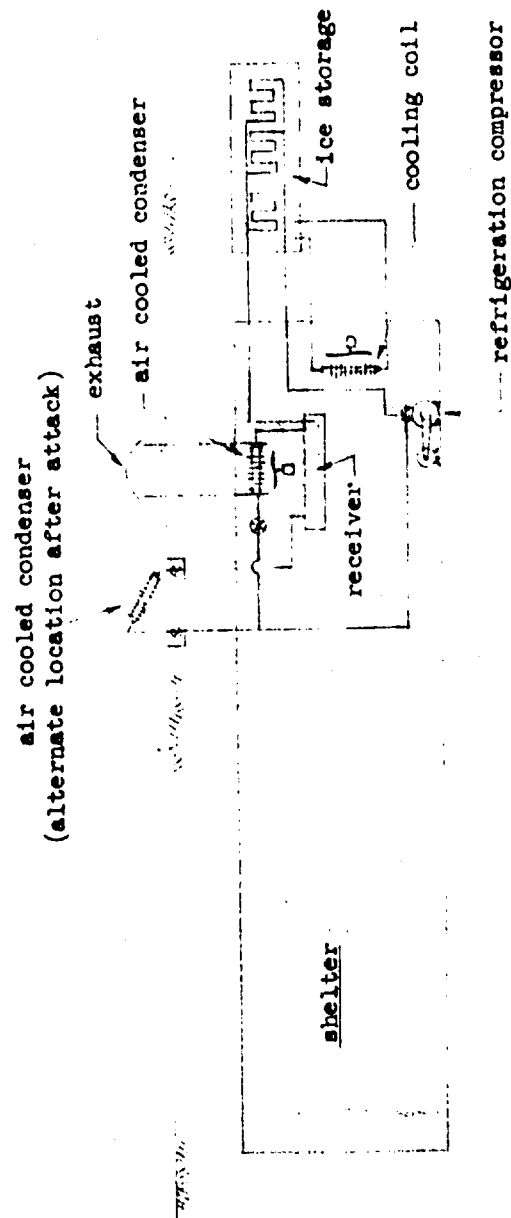 air cooled condenser
(alternate location after attack)
exhaust
air cooled condenser
ice storage
cooling coil
refrigeration compressor
receiver
shelter